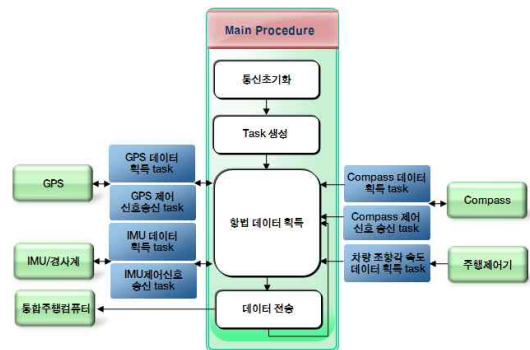 Main Procedure
통신초기화
Task 생성
GPS 데이터
획득 task
GPS
GPS 제어
신호송신 task
항법 데이터 획득
Compass 데이터
획득 task
Compass 제어
신호 송신 task
Compass
IMU 데이터
획득 task
IMU/경사계
IMU제어신호
송신 task
차량 조향각 속도
데이터 획득 task
주행제어기
통합주행컴퓨터
데이터 전송